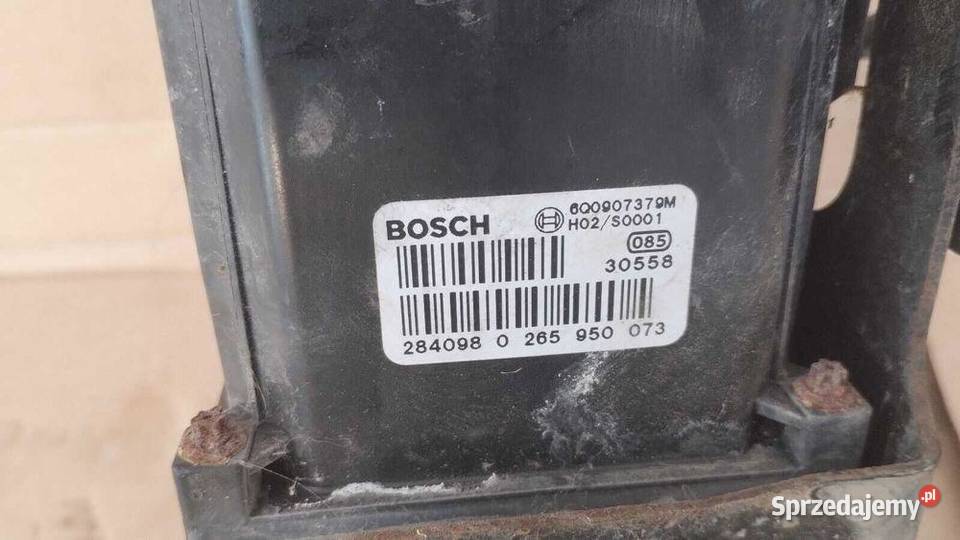 BOSCH 6Q0907379M
H02/S0001
085
30558
284098 0 265 950 073
Sprzedajemy.pl